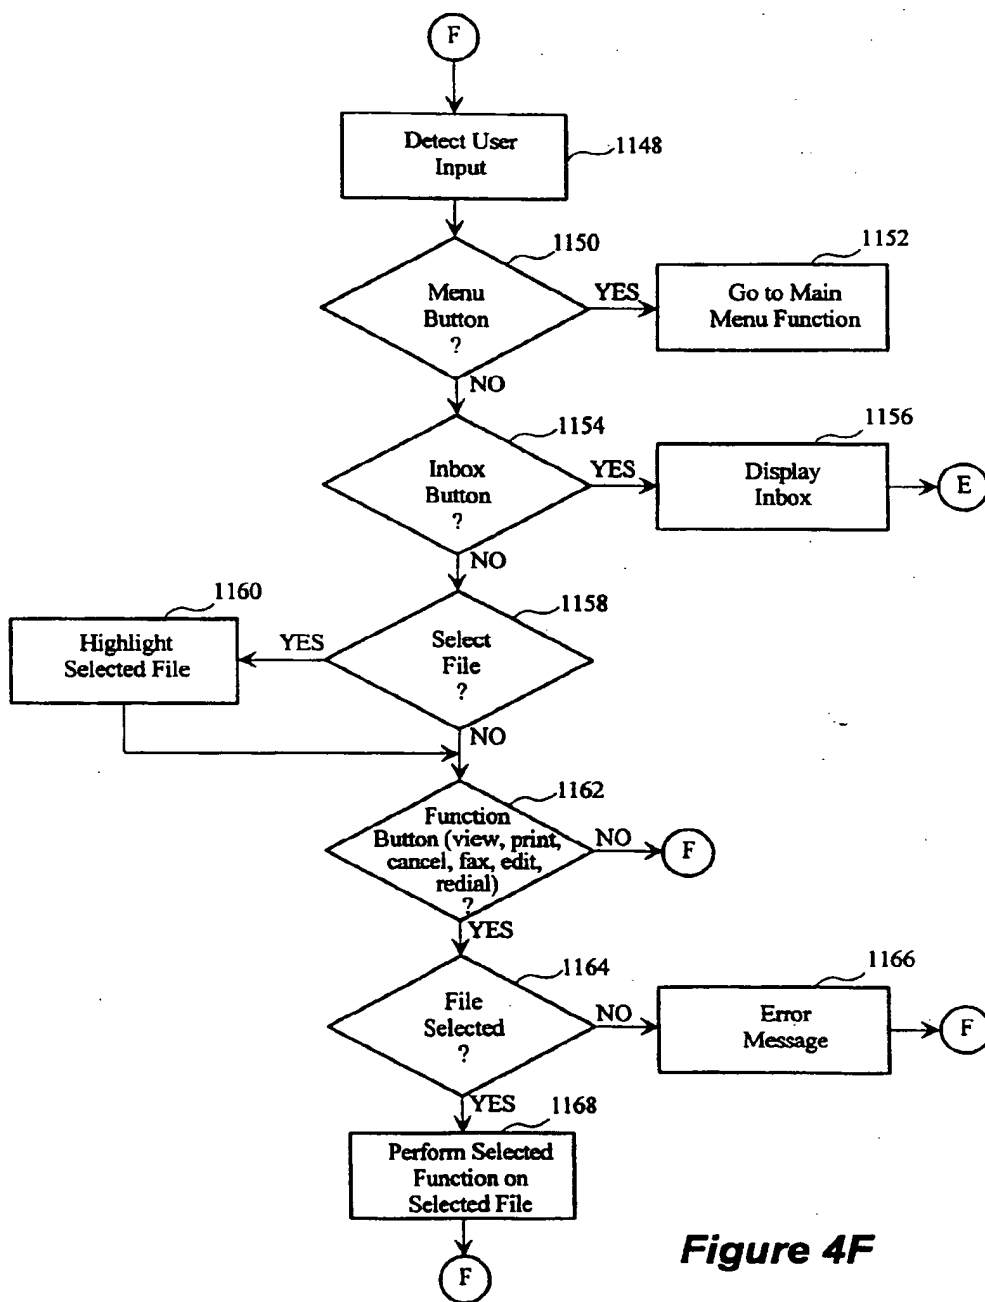 F
Detect User
Input
1148
1150
Menu
Button
?
YES
1152
Go to Main
Menu Function
NO
1154
Inbox
Button
?
YES
1156
Display
Inbox
E
NO
1158
Select
File
?
YES
1160
Highlight
Selected File
NO
1162
Function
Button (view, print,
cancel, fax, edit,
redial)
?
NO
F
YES
1164
File
Selected
?
NO
1166
Error
Message
F
YES
1168
Perform Selected
Function on
Selected File
F
Figure 4F